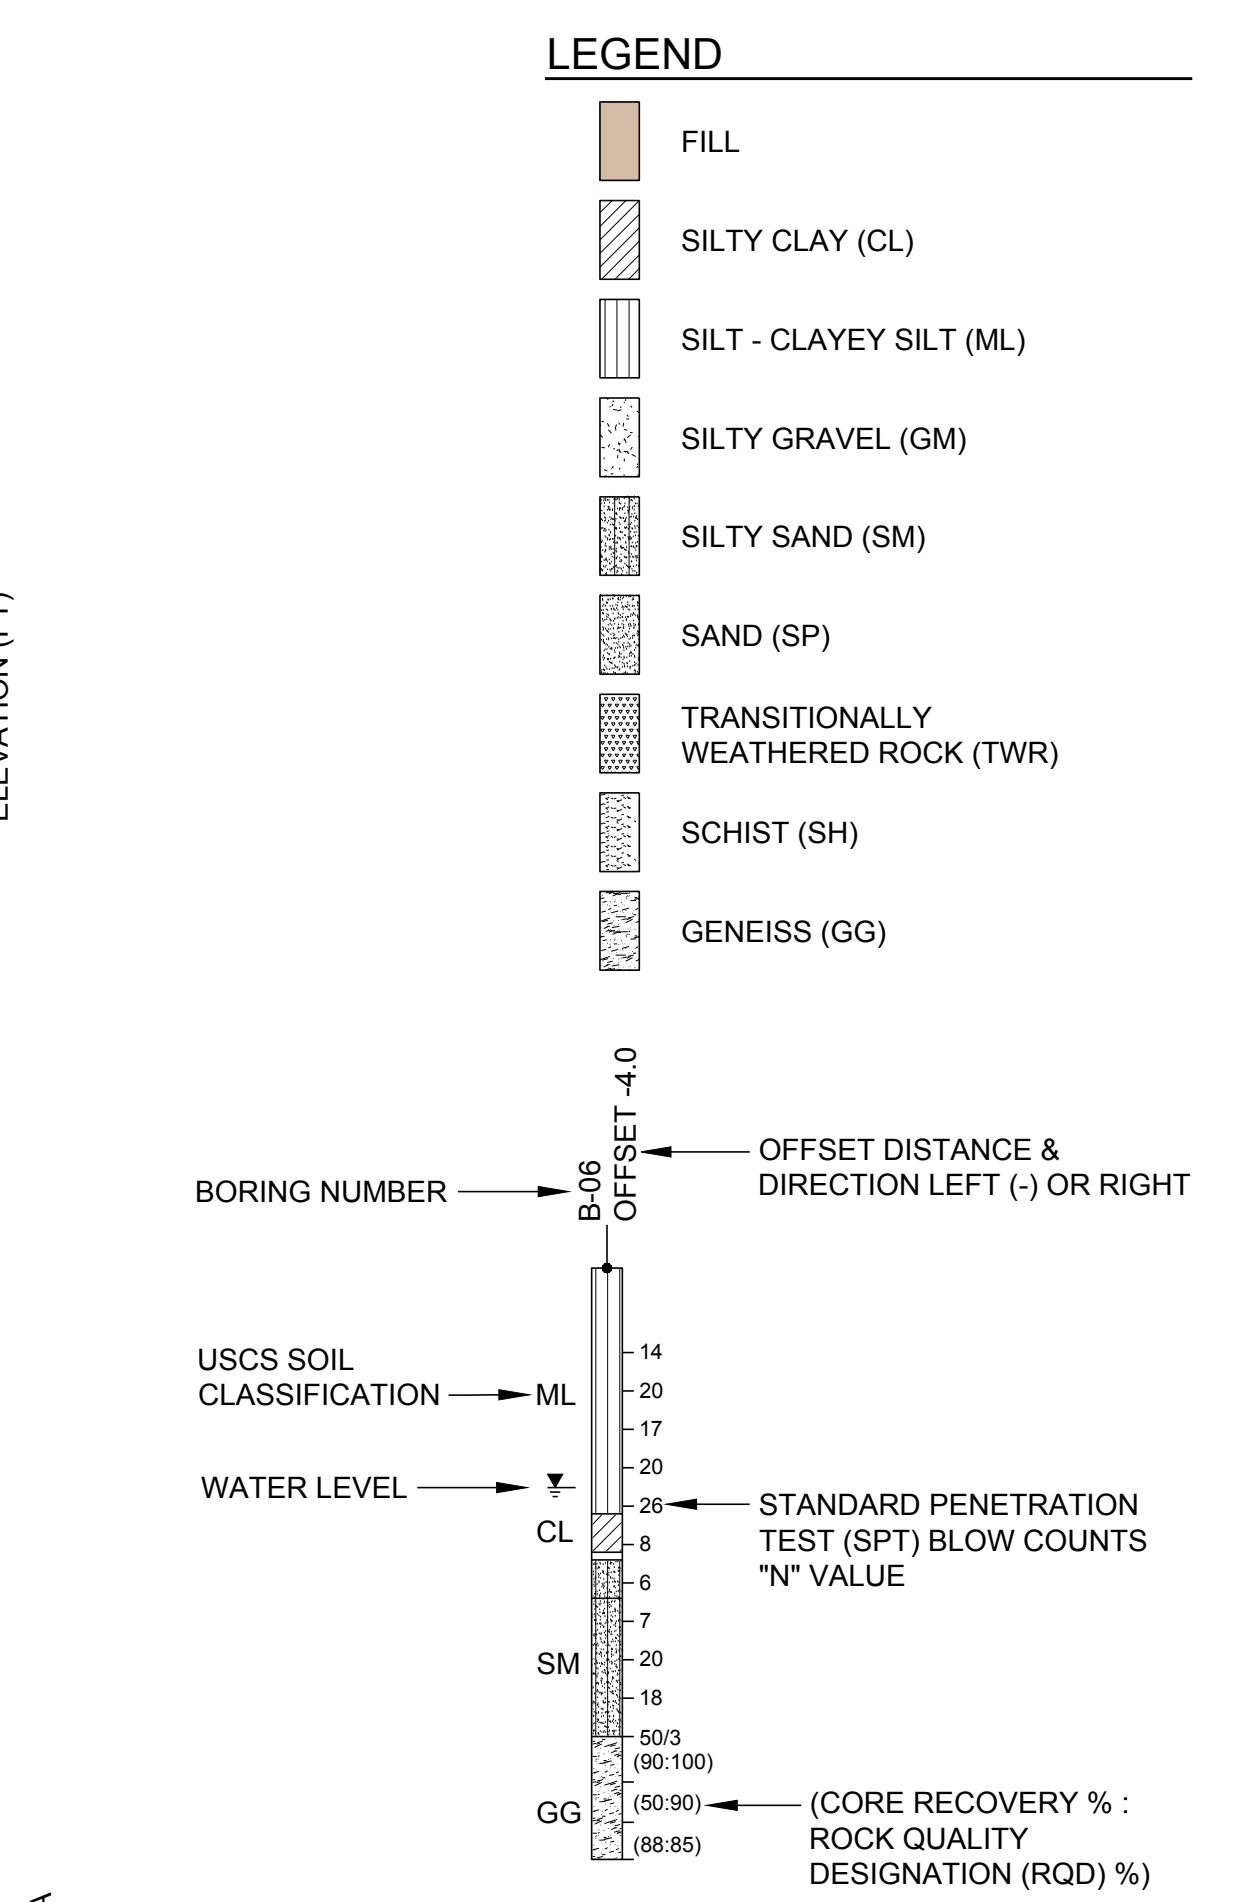 LEGEND
FILL
SILTY CLAY (CL)
SILT - CLAYEY SILT (ML)
SILTY GRAVEL (GM)
SILTY SAND (SM)
SAND (SP)
TRANSITIONALLY
WEATHERED ROCK (TWR)
SCHIST (SH)
GENEISS (GG)
ELEVATION (FT)
B-06
OFFSET -4.0
OFFSET DISTANCE &
DIRECTION LEFT (-) OR RIGHT
BORING NUMBER
14
USCS SOIL
CLASSIFICATION
ML
20
17
20
WATER LEVEL
26
STANDARD PENETRATION
TEST (SPT) BLOW COUNTS
"N" VALUE
CL
8
6
7
SM
20
18
50/3
(90:100)
GG
(50:90)
(88:85)
(CORE RECOVERY % :
ROCK QUALITY
DESIGNATION (RQD) %)